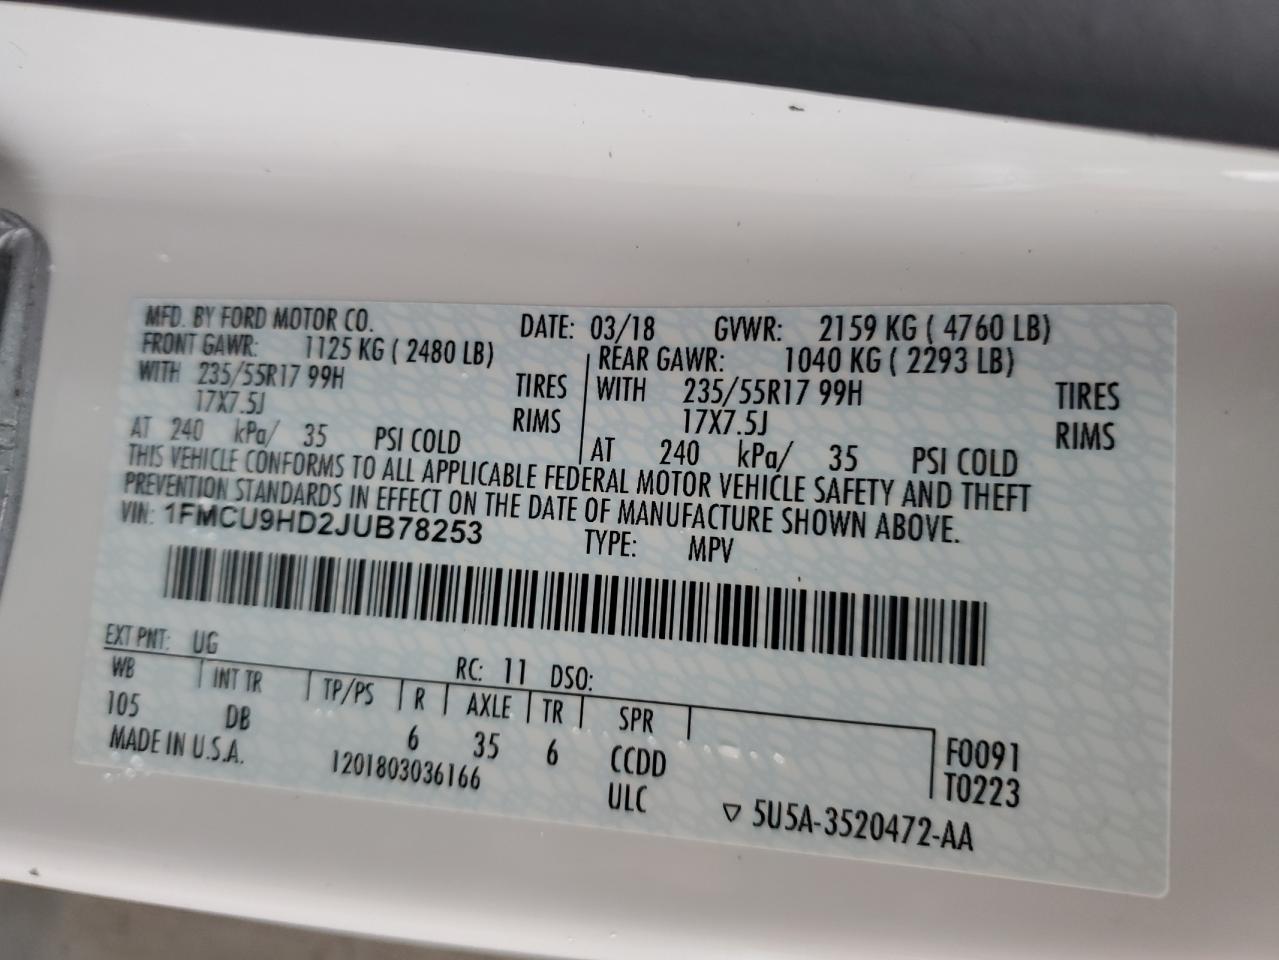 MFD. BY FORD MOTOR CO. DATE: 03/18 GVWR: 2159 KG ( 4760 LB)
FRONT GAWR: 1125 KG ( 2480 LB) REAR GAWR: 1040 KG ( 2293 LB)
WITH 235/55R17 99H TIRES WITH 235/55R17 99H TIRES
17X7.5J RIMS 17X7.5J RIMS
AT 240 kPa/ 35 PSI COLD AT 240 kPa/ 35 PSI COLD
THIS VEHICLE CONFORMS TO ALL APPLICABLE FEDERAL MOTOR VEHICLE SAFETY AND THEFT
PREVENTION STANDARDS IN EFFECT ON THE DATE OF MANUFACTURE SHOWN ABOVE.
VIN: 1FMCU9HD2JUB78253 TYPE: MPV
EXT PNT: UG RC: 11 DSO:
WB INT TR TP/PS R AXLE TR SPR
105 DB 6 35 6 CCDD F0091
MADE IN U.S.A. 1201803036166 ULC T0223
▽ 5U5A-3520472-AA